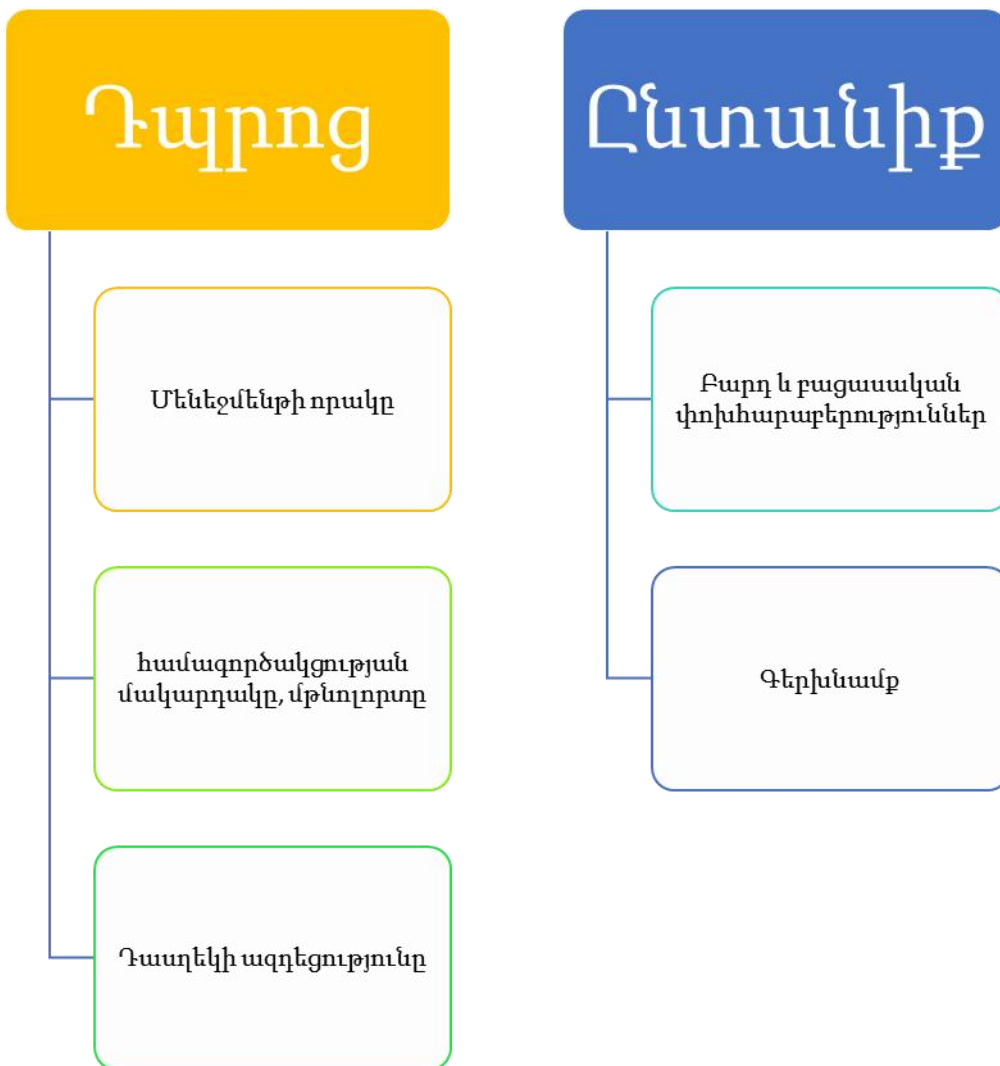 Դպրոց
Մենեջմենթի որակը
համագործակցության
մակարդակը, մթնոլորտը
Դասղեկի ազդեցությունը
Ընտանիք
Բարդ և բացասական
փոխհարաբերություններ
Գերխնամք